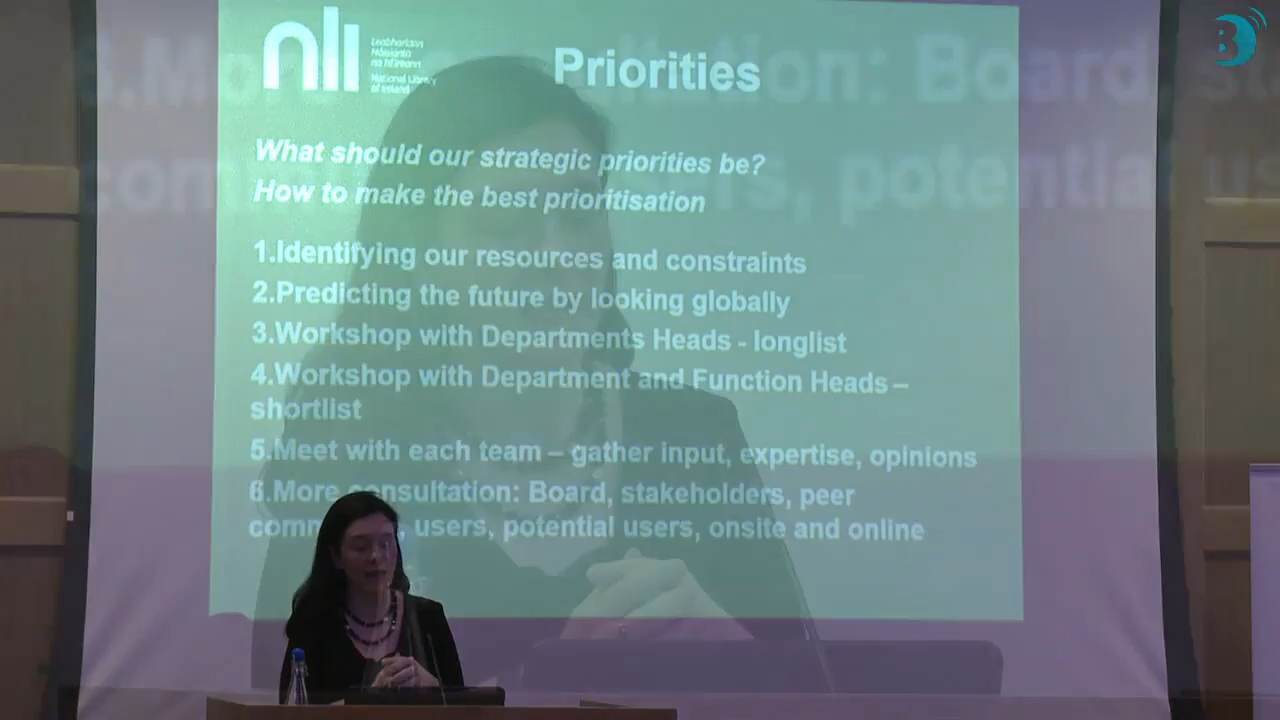 nli
Leabharlann
Náisiúnta
na hÉireann
National Library
of Ireland
Priorities
What should our strategic priorities be?
How to make the best prioritisation
1.Identifying our resources and constraints
2.Predicting the future by looking globally
3.Workshop with Departments Heads - longlist
4.Workshop with Department and Function Heads –
shortlist
5.Meet with each team – gather input, expertise, opinions
6.More consultation: Board, stakeholders, peer
users, potential users, onsite and online